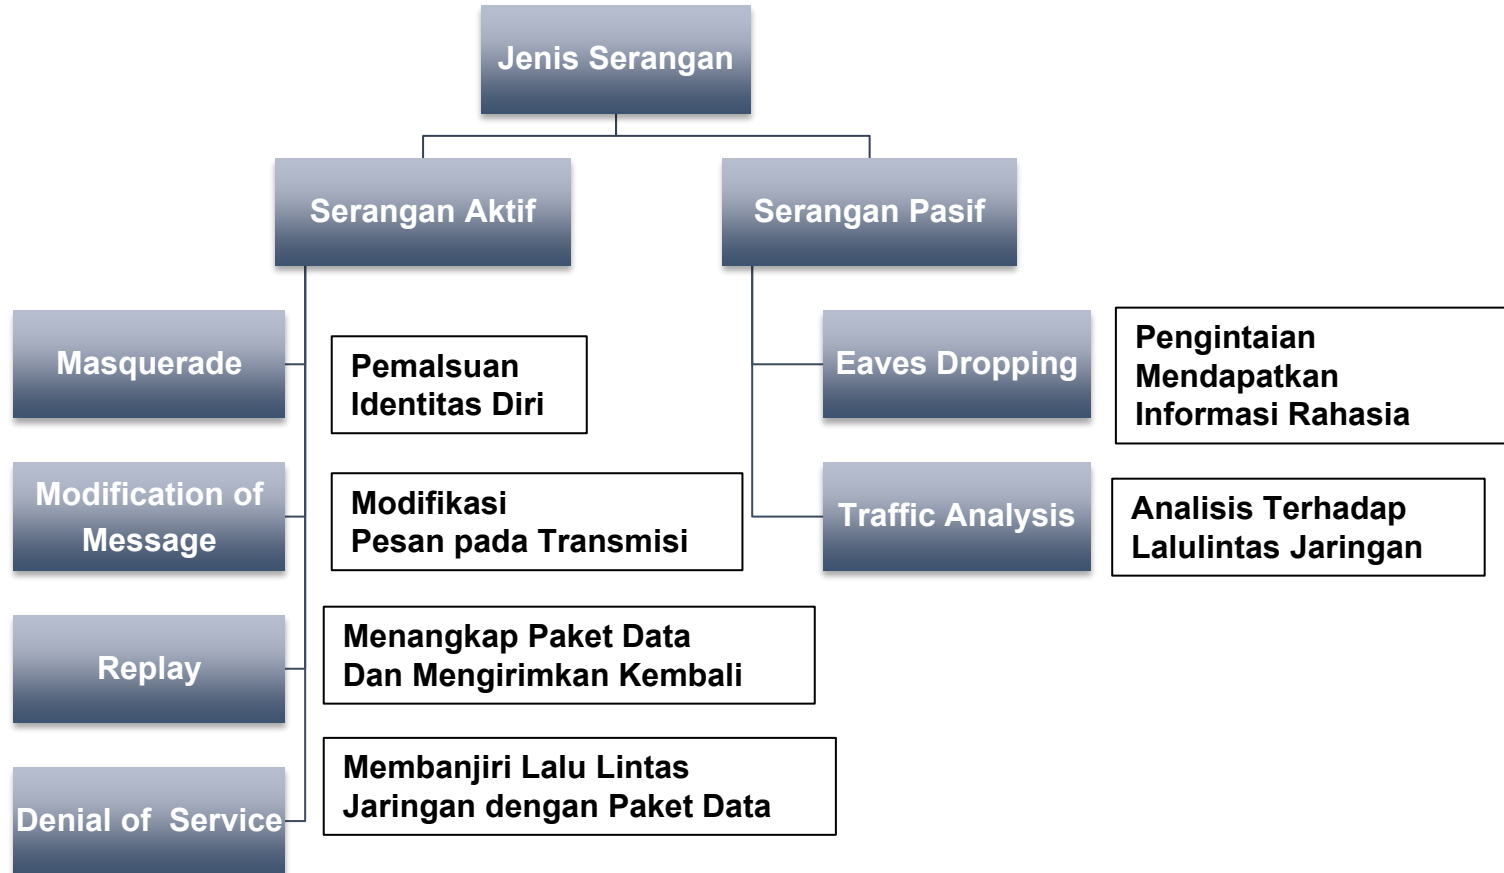 Jenis Serangan
Serangan Aktif
Serangan Pasif
Masquerade
Pemalsuan
Identitas Diri
Modification of
Message
Modifikasi
Pesan pada Transmisi
Replay
Menangkap Paket Data
Dan Mengirimkan Kembali
Denial of  Service
Membanjiri Lalu Lintas
Jaringan dengan Paket Data
Eaves Dropping
Pengintaian
Mendapatkan
Informasi Rahasia
Traffic Analysis
Analisis Terhadap
Lalulintas Jaringan